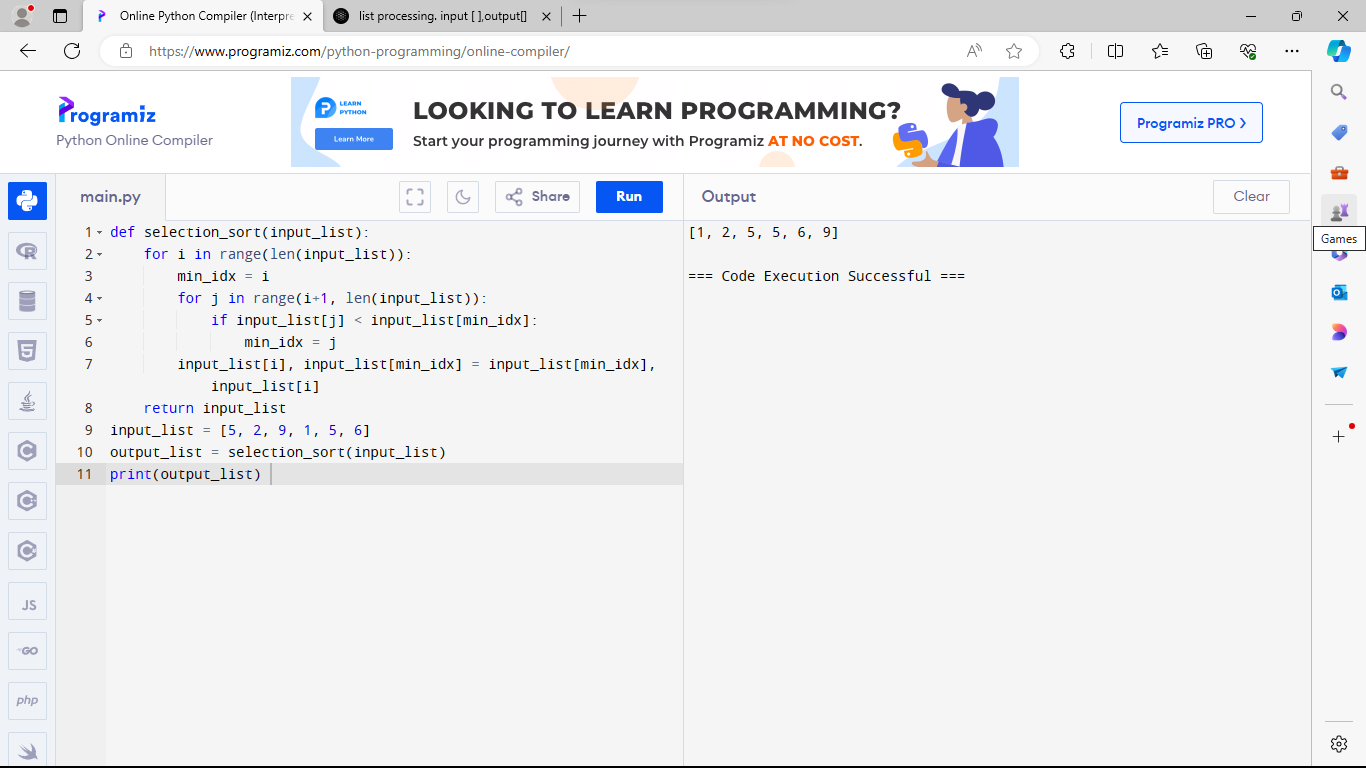 Online Python Compiler (Interpre
list processing. input [ ],output[]
https://www.programiz.com/python-programming/online-compiler/
Programiz
Python Online Compiler
LEARN
PYTHON
Learn More
LOOKING TO LEARN PROGRAMMING?
Start your programming journey with Programiz AT NO COST.
Programiz PRO
main.py
Share
Run
Output
Clear
1 def selection_sort(input_list):
2 for i in range(len(input_list)):
3 min_idx = i
4 for j in range(i+1, len(input_list)):
5 if input_list[j] < input_list[min_idx]:
6 min_idx = j
7 input_list[i], input_list[min_idx] = input_list[min_idx],
input_list[i]
8 return input_list
9 input_list = [5, 2, 9, 1, 5, 6]
10 output_list = selection_sort(input_list)
11 print(output_list)
[1, 2, 5, 5, 6, 9]
=== Code Execution Successful ===
Games
JS
GO
php